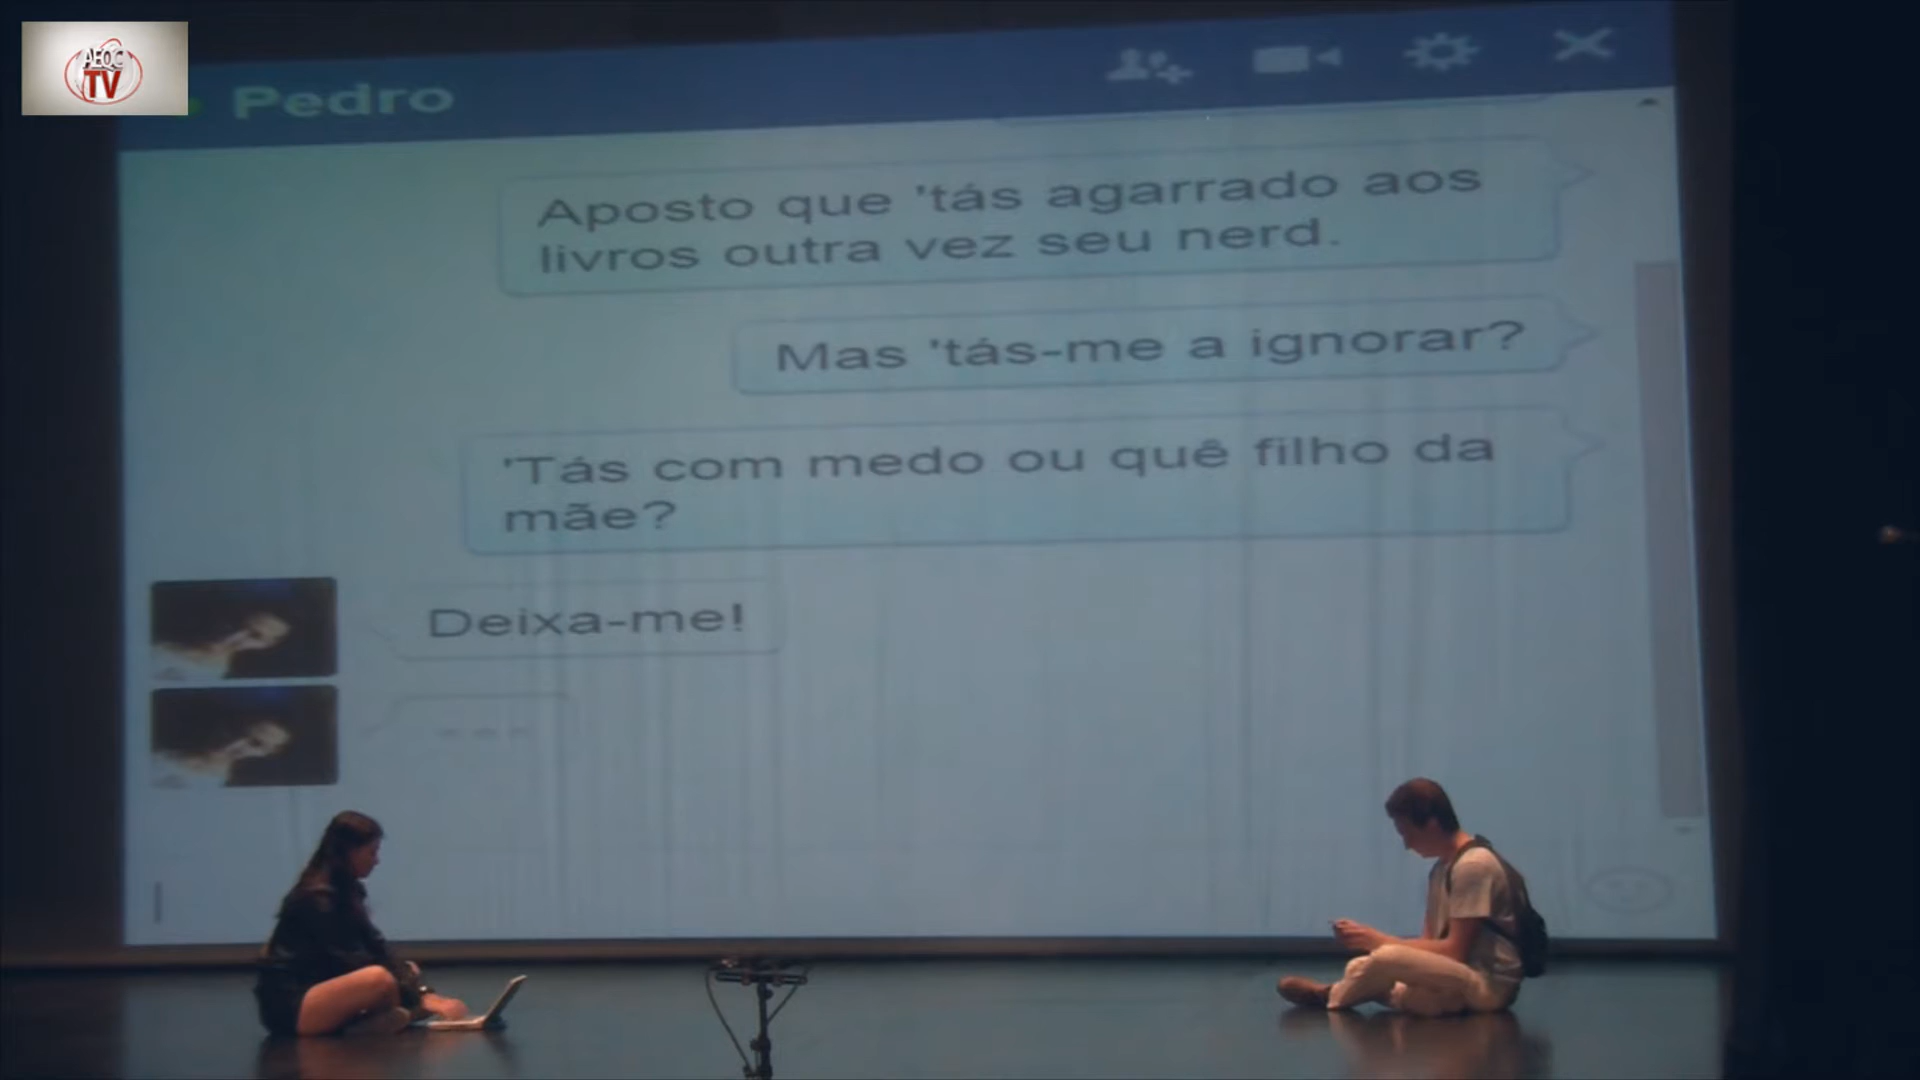 AEQC
TV
Pedro
Aposto que 'tás agarrado aos
livros outra vez seu nerd.
Mas 'tás-me a ignorar?
'Tás com medo ou quê filho da
mãe?
Deixa-me!